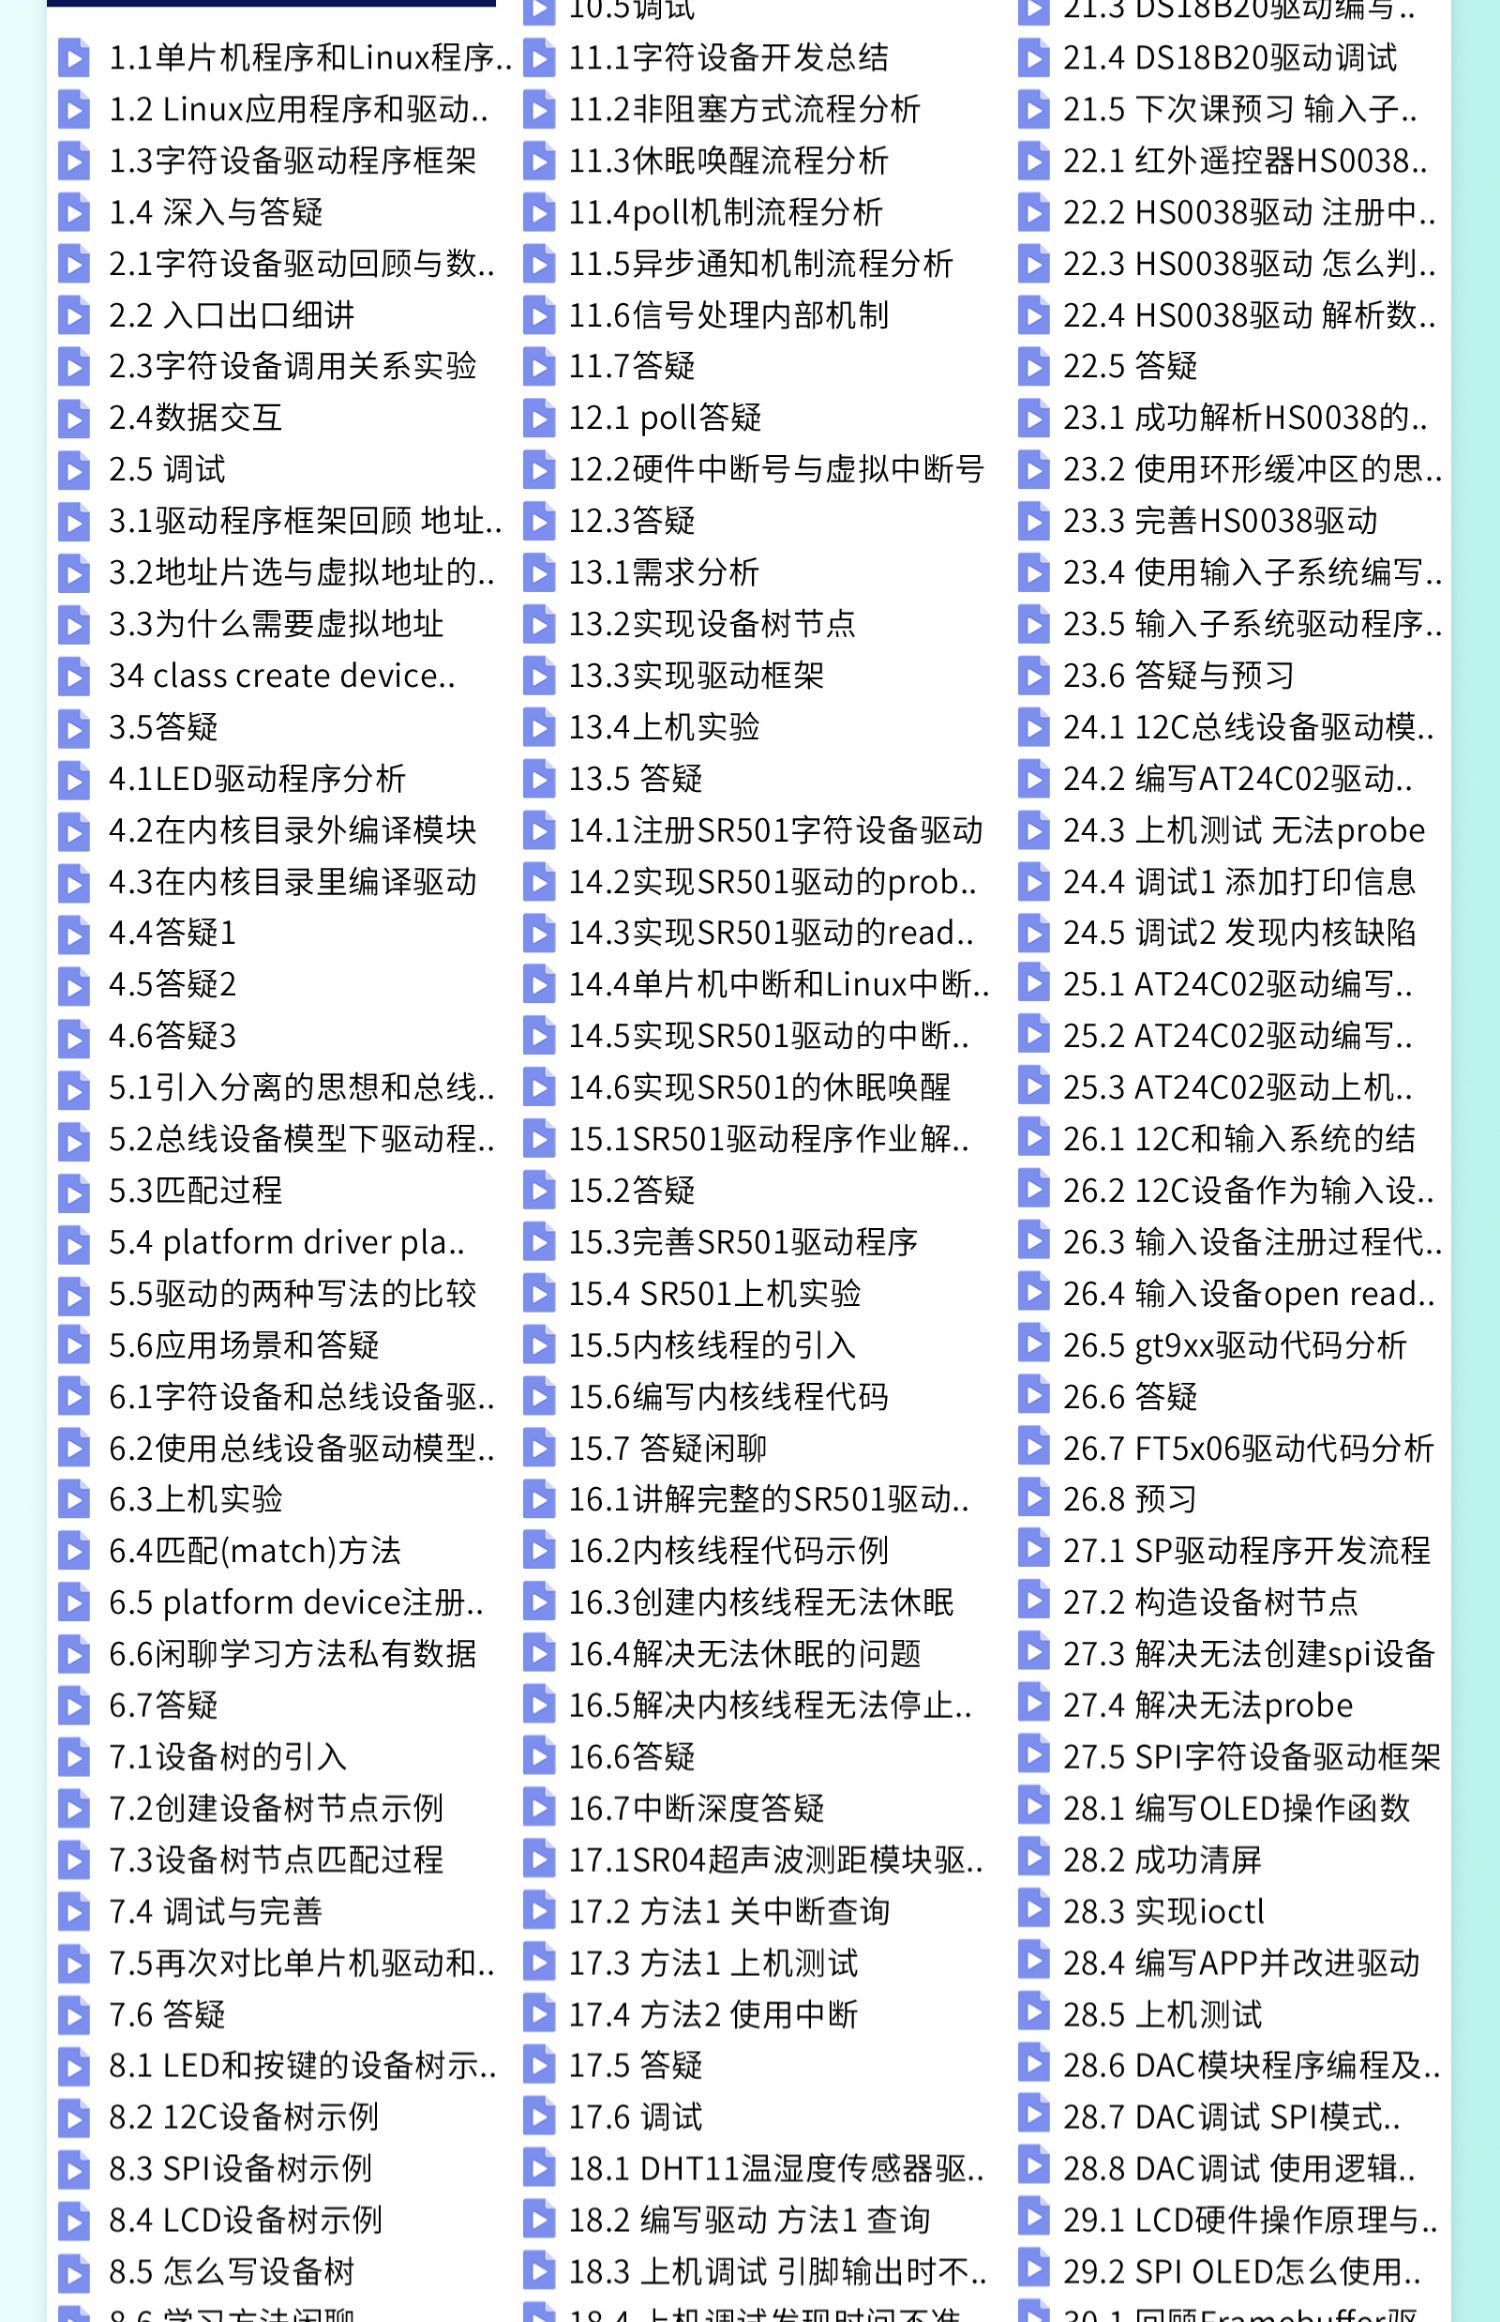 1.1单片机程序和Linux程序..
1.2 Linux应用程序和驱动..
1.3字符设备驱动程序框架
1.4 深入与答疑
2.1字符设备驱动回顾与数..
2.2 入口出口细讲
2.3字符设备调用关系实验
2.4数据交互
2.5 调试
3.1驱动程序框架回顾 地址..
3.2地址片选与虚拟地址的..
3.3为什么需要虚拟地址
34 class create device..
3.5答疑
4.1LED驱动程序分析
4.2在内核目录外编译模块
4.3在内核目录里编译驱动
4.4答疑1
4.5答疑2
4.6答疑3
5.1引入分离的思想和总线..
5.2总线设备模型下驱动程..
5.3匹配过程
5.4 platform driver pla..
5.5驱动的两种写法的比较
5.6应用场景和答疑
6.1字符设备和总线设备驱..
6.2使用总线设备驱动模型..
6.3上机实验
6.4匹配(match)方法
6.5 platform device注册..
6.6闲聊学习方法私有数据
6.7答疑
7.1设备树的引入
7.2创建设备树节点示例
7.3设备树节点匹配过程
7.4 调试与完善
7.5再次对比单片机驱动和..
7.6 答疑
8.1 LED和按键的设备树示..
8.2 12C设备树示例
8.3 SPI设备树示例
8.4 LCD设备树示例
8.5 怎么写设备树
8.6 学习方法闲聊
10.5调试
11.1字符设备开发总结
11.2非阻塞方式流程分析
11.3休眠唤醒流程分析
11.4poll机制流程分析
11.5异步通知机制流程分析
11.6信号处理内部机制
11.7答疑
12.1 poll答疑
12.2硬件中断号与虚拟中断号
12.3答疑
13.1需求分析
13.2实现设备树节点
13.3实现驱动框架
13.4上机实验
13.5 答疑
14.1注册SR501字符设备驱动
14.2实现SR501驱动的prob..
14.3实现SR501驱动的read..
14.4单片机中断和Linux中断..
14.5实现SR501驱动的中断..
14.6实现SR501的休眠唤醒
15.1SR501驱动程序作业解..
15.2答疑
15.3完善SR501驱动程序
15.4 SR501上机实验
15.5内核线程的引入
15.6编写内核线程代码
15.7 答疑闲聊
16.1讲解完整的SR501驱动..
16.2内核线程代码示例
16.3创建内核线程无法休眠
16.4解决无法休眠的问题
16.5解决内核线程无法停止..
16.6答疑
16.7中断深度答疑
17.1SR04超声波测距模块驱..
17.2 方法1 关中断查询
17.3 方法1 上机测试
17.4 方法2 使用中断
17.5 答疑
17.6 调试
18.1 DHT11温湿度传感器驱..
18.2 编写驱动 方法1 查询
18.3 上机调试 引脚输出时不..
18.4 上机调试发现时间不准
21.3 DS18B20驱动编写..
21.4 DS18B20驱动调试
21.5 下次课预习 输入子..
22.1 红外遥控器HS0038..
22.2 HS0038驱动 注册中..
22.3 HS0038驱动 怎么判..
22.4 HS0038驱动 解析数..
22.5 答疑
23.1 成功解析HS0038的..
23.2 使用环形缓冲区的思..
23.3 完善HS0038驱动
23.4 使用输入子系统编写..
23.5 输入子系统驱动程序..
23.6 答疑与预习
24.1 12C总线设备驱动模..
24.2 编写AT24C02驱动..
24.3 上机测试 无法probe
24.4 调试1 添加打印信息
24.5 调试2 发现内核缺陷
25.1 AT24C02驱动编写..
25.2 AT24C02驱动编写..
25.3 AT24C02驱动上机..
26.1 12C和输入系统的结
26.2 12C设备作为输入设..
26.3 输入设备注册过程代..
26.4 输入设备open read..
26.5 gt9xx驱动代码分析
26.6 答疑
26.7 FT5x06驱动代码分析
26.8 预习
27.1 SP驱动程序开发流程
27.2 构造设备树节点
27.3 解决无法创建spi设备
27.4 解决无法probe
27.5 SPI字符设备驱动框架
28.1 编写OLED操作函数
28.2 成功清屏
28.3 实现ioctl
28.4 编写APP并改进驱动
28.5 上机测试
28.6 DAC模块程序编程及..
28.7 DAC调试 SPI模式..
28.8 DAC调试 使用逻辑..
29.1 LCD硬件操作原理与..
29.2 SPI OLED怎么使用..
30.1 回顾Framebuffer驱